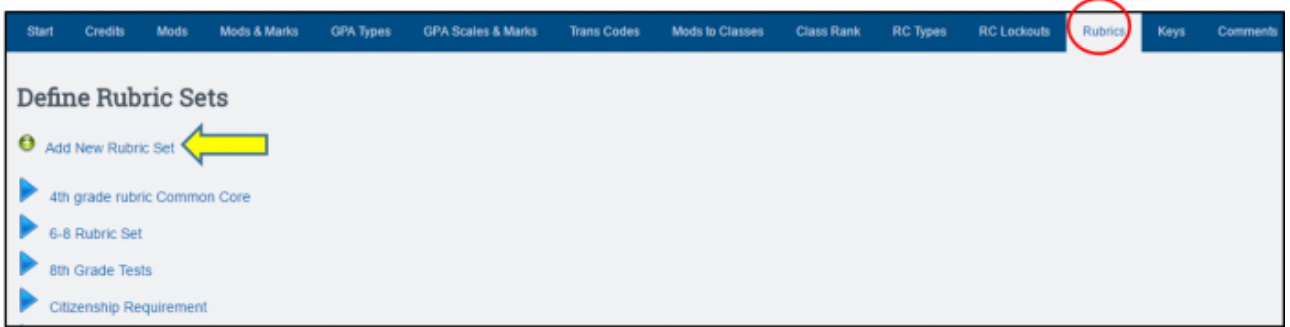 Start Credits Mods Mods & Marks GPA Types GPA Scales & Marks Trans Codes Mods to Classes Class Rank RC Types RC Lockouts Rubrics Keys Comments
Define Rubric Sets
Add New Rubric Set
4th grade rubric Common Core
6-8 Rubric Set
8th Grade Tests
Citizenship Requirement